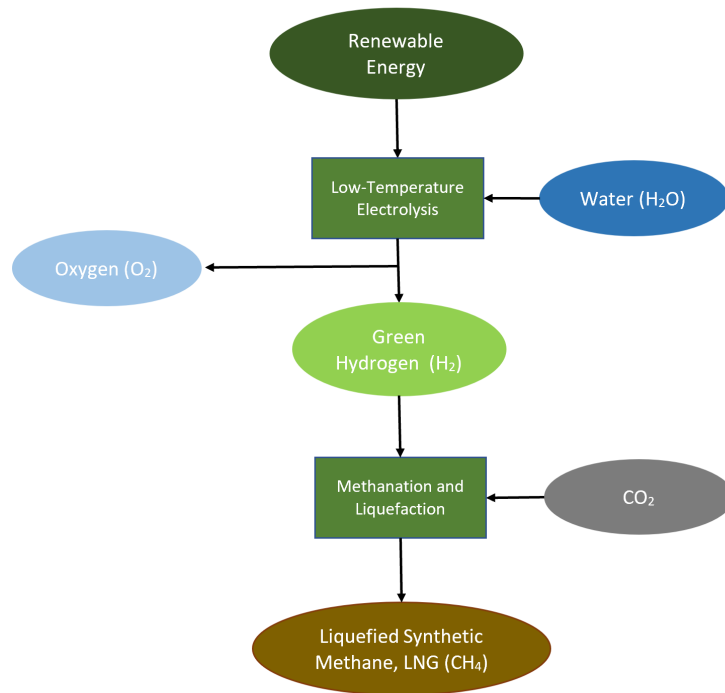 Renewable
Energy
Low-Temperature
Electrolysis
Water (H₂O)
Oxygen (O₂)
Green
Hydrogen (H₂)
Methanation and
Liquefaction
CO₂
Liquefied Synthetic
Methane, LNG (CH₄)